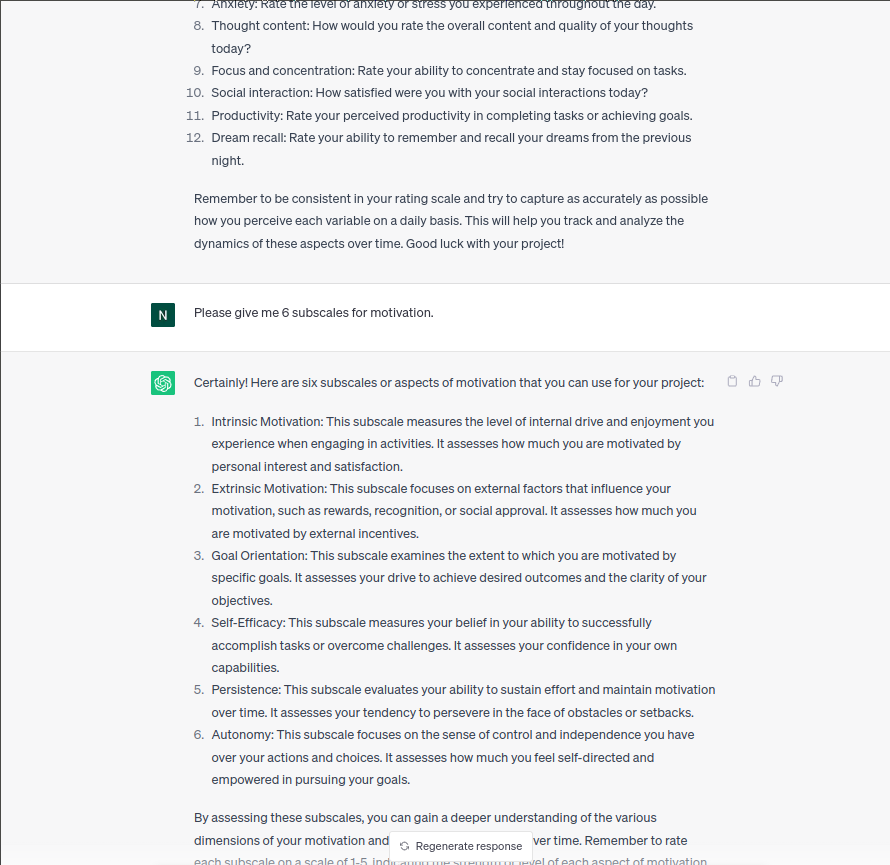 7. Anxiety: Rate the level of anxiety or stress you experienced throughout the day.
8. Thought content: How would you rate the overall content and quality of your thoughts
today?
9. Focus and concentration: Rate your ability to concentrate and stay focused on tasks.
10. Social interaction: How satisfied were you with your social interactions today?
11. Productivity: Rate your perceived productivity in completing tasks or achieving goals.
12. Dream recall: Rate your ability to remember and recall your dreams from the previous
night.
Remember to be consistent in your rating scale and try to capture as accurately as possible
how you perceive each variable on a daily basis. This will help you track and analyze the
dynamics of these aspects over time. Good luck with your project!
N
Please give me 6 subscales for motivation.
Certainly! Here are six subscales or aspects of motivation that you can use for your project:
1. Intrinsic Motivation: This subscale measures the level of internal drive and enjoyment you
experience when engaging in activities. It assesses how much you are motivated by
personal interest and satisfaction.
2. Extrinsic Motivation: This subscale focuses on external factors that influence your
motivation, such as rewards, recognition, or social approval. It assesses how much you
are motivated by external incentives.
3. Goal Orientation: This subscale examines the extent to which you are motivated by
specific goals. It assesses your drive to achieve desired outcomes and the clarity of your
objectives.
4. Self-Efficacy: This subscale measures your belief in your ability to successfully
accomplish tasks or overcome challenges. It assesses your confidence in your own
capabilities.
5. Persistence: This subscale evaluates your ability to sustain effort and maintain motivation
over time. It assesses your tendency to persevere in the face of obstacles or setbacks.
6. Autonomy: This subscale focuses on the sense of control and independence you have
over your actions and choices. It assesses how much you feel self-directed and
empowered in pursuing your goals.
By assessing these subscales, you can gain a deeper understanding of the various
dimensions of your motivation and ver time. Remember to rate
Regenerate response
each subscale on a scale of 1-5, indicating the strength or level of each aspect of motivation